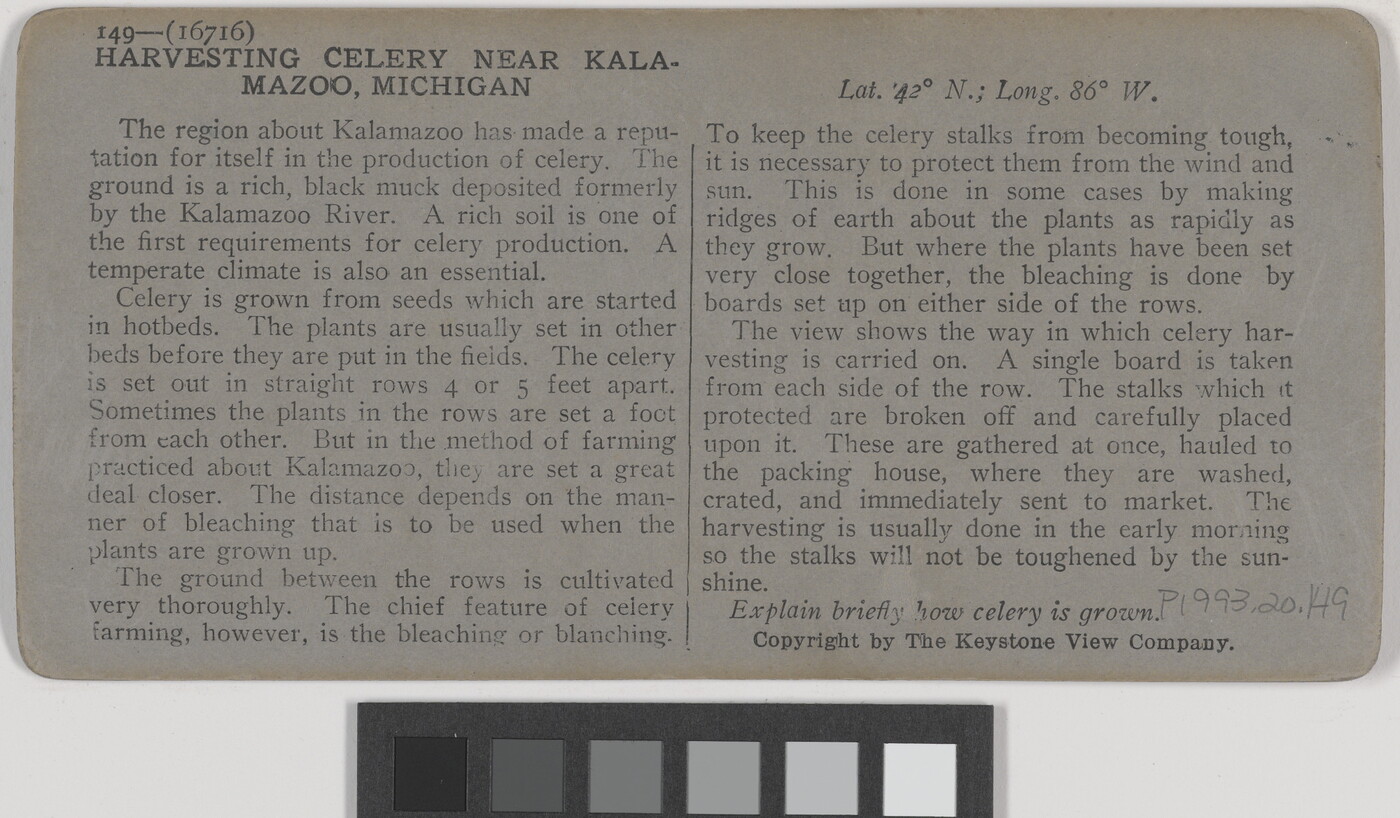 149—(16716)
HARVESTING CELERY NEAR KALA-
MAZOO, MICHIGAN
The region about Kalamazoo has made a repu-
tation for itself in the production of celery. The
ground is a rich, black muck deposited formerly
by the Kalamazoo River. A rich soil is one of
the first requirements for celery production. A
temperate climate is also an essential.
Celery is grown from seeds which are started
in hotbeds. The plants are usually set in other
beds before they are put in the fields. The celery
is set out in straight rows 4 or 5 feet apart.
Sometimes the plants in the rows are set a foot
from each other. But in the method of farming
practiced about Kalamazoo, they are set a great
deal closer. The distance depends on the man-
ner of bleaching that is to be used when the
plants are grown up.
The ground between the rows is cultivated
very thoroughly. The chief feature of celery
farming, however, is the bleaching or blanching.
Lat. 42° N.; Long. 86° W.
To keep the celery stalks from becoming tough,
it is necessary to protect them from the wind and
sun. This is done in some cases by making
ridges of earth about the plants as rapidly as
they grow. But where the plants have been set
very close together, the bleaching is done by
boards set up on either side of the rows.
The view shows the way in which celery har-
vesting is carried on. A single board is taken
from each side of the row. The stalks which it
protected are broken off and carefully placed
upon it. These are gathered at once, hauled to
the packing house, where they are washed,
crated, and immediately sent to market. The
harvesting is usually done in the early morning
so the stalks will not be toughened by the sun-
shine.
Explain briefly how celery is grown.
P1993.20.149
Copyright by The Keystone View Company.